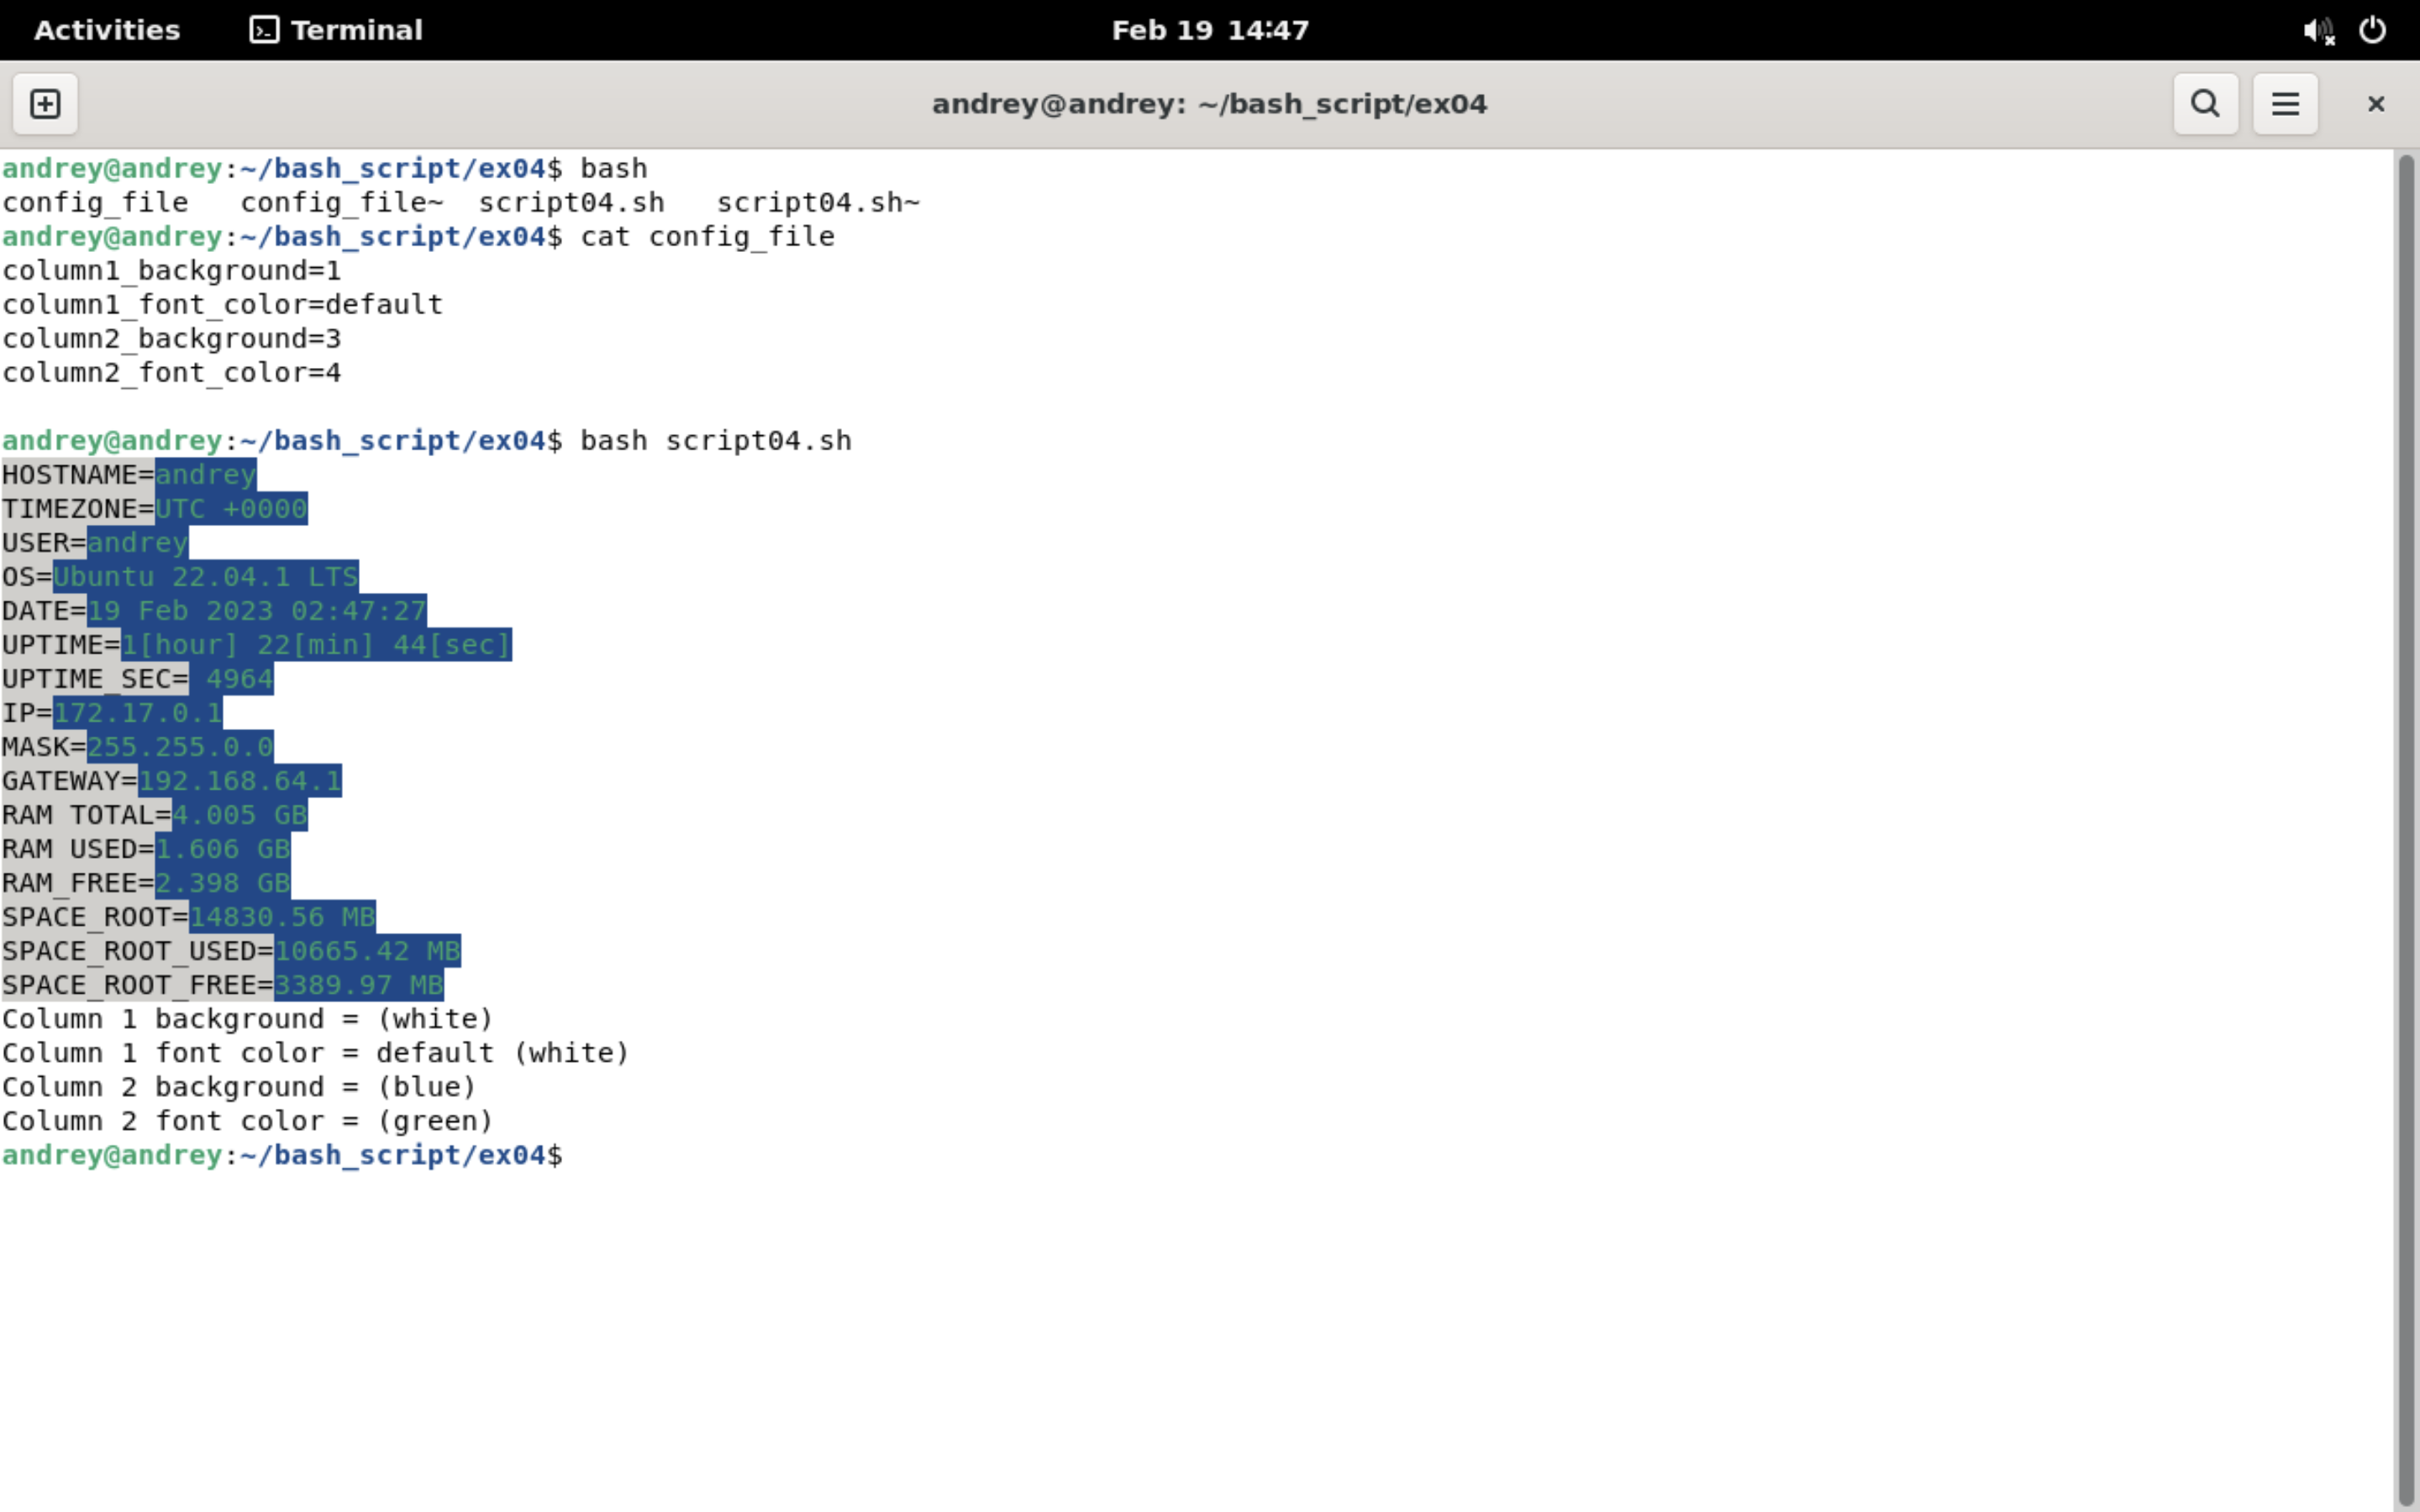 Activities Terminal Feb 19 14:47
andrey@andrey: ~/bash_script/ex04
andrey@andrey:~/bash_script/ex04$ bash
config_file   config_file~  script04.sh   script04.sh~
andrey@andrey:~/bash_script/ex04$ cat config_file
column1_background=1
column1_font_color=default
column2_background=3
column2_font_color=4
andrey@andrey:~/bash_script/ex04$ bash script04.sh
HOSTNAME=andrey
TIMEZONE=UTC +0000
USER=andrey
OS=Ubuntu 22.04.1 LTS
DATE=19 Feb 2023 02:47:27
UPTIME=1[hour] 22[min] 44[sec]
UPTIME_SEC= 4964
IP=172.17.0.1
MASK=255.255.0.0
GATEWAY=192.168.64.1
RAM TOTAL=4.005 GB
RAM USED=1.606 GB
RAM_FREE=2.398 GB
SPACE_ROOT=14830.56 MB
SPACE_ROOT_USED=10665.42 MB
SPACE_ROOT_FREE=3389.97 MB
Column 1 background = (white)
Column 1 font color = default (white)
Column 2 background = (blue)
Column 2 font color = (green)
andrey@andrey:~/bash_script/ex04$